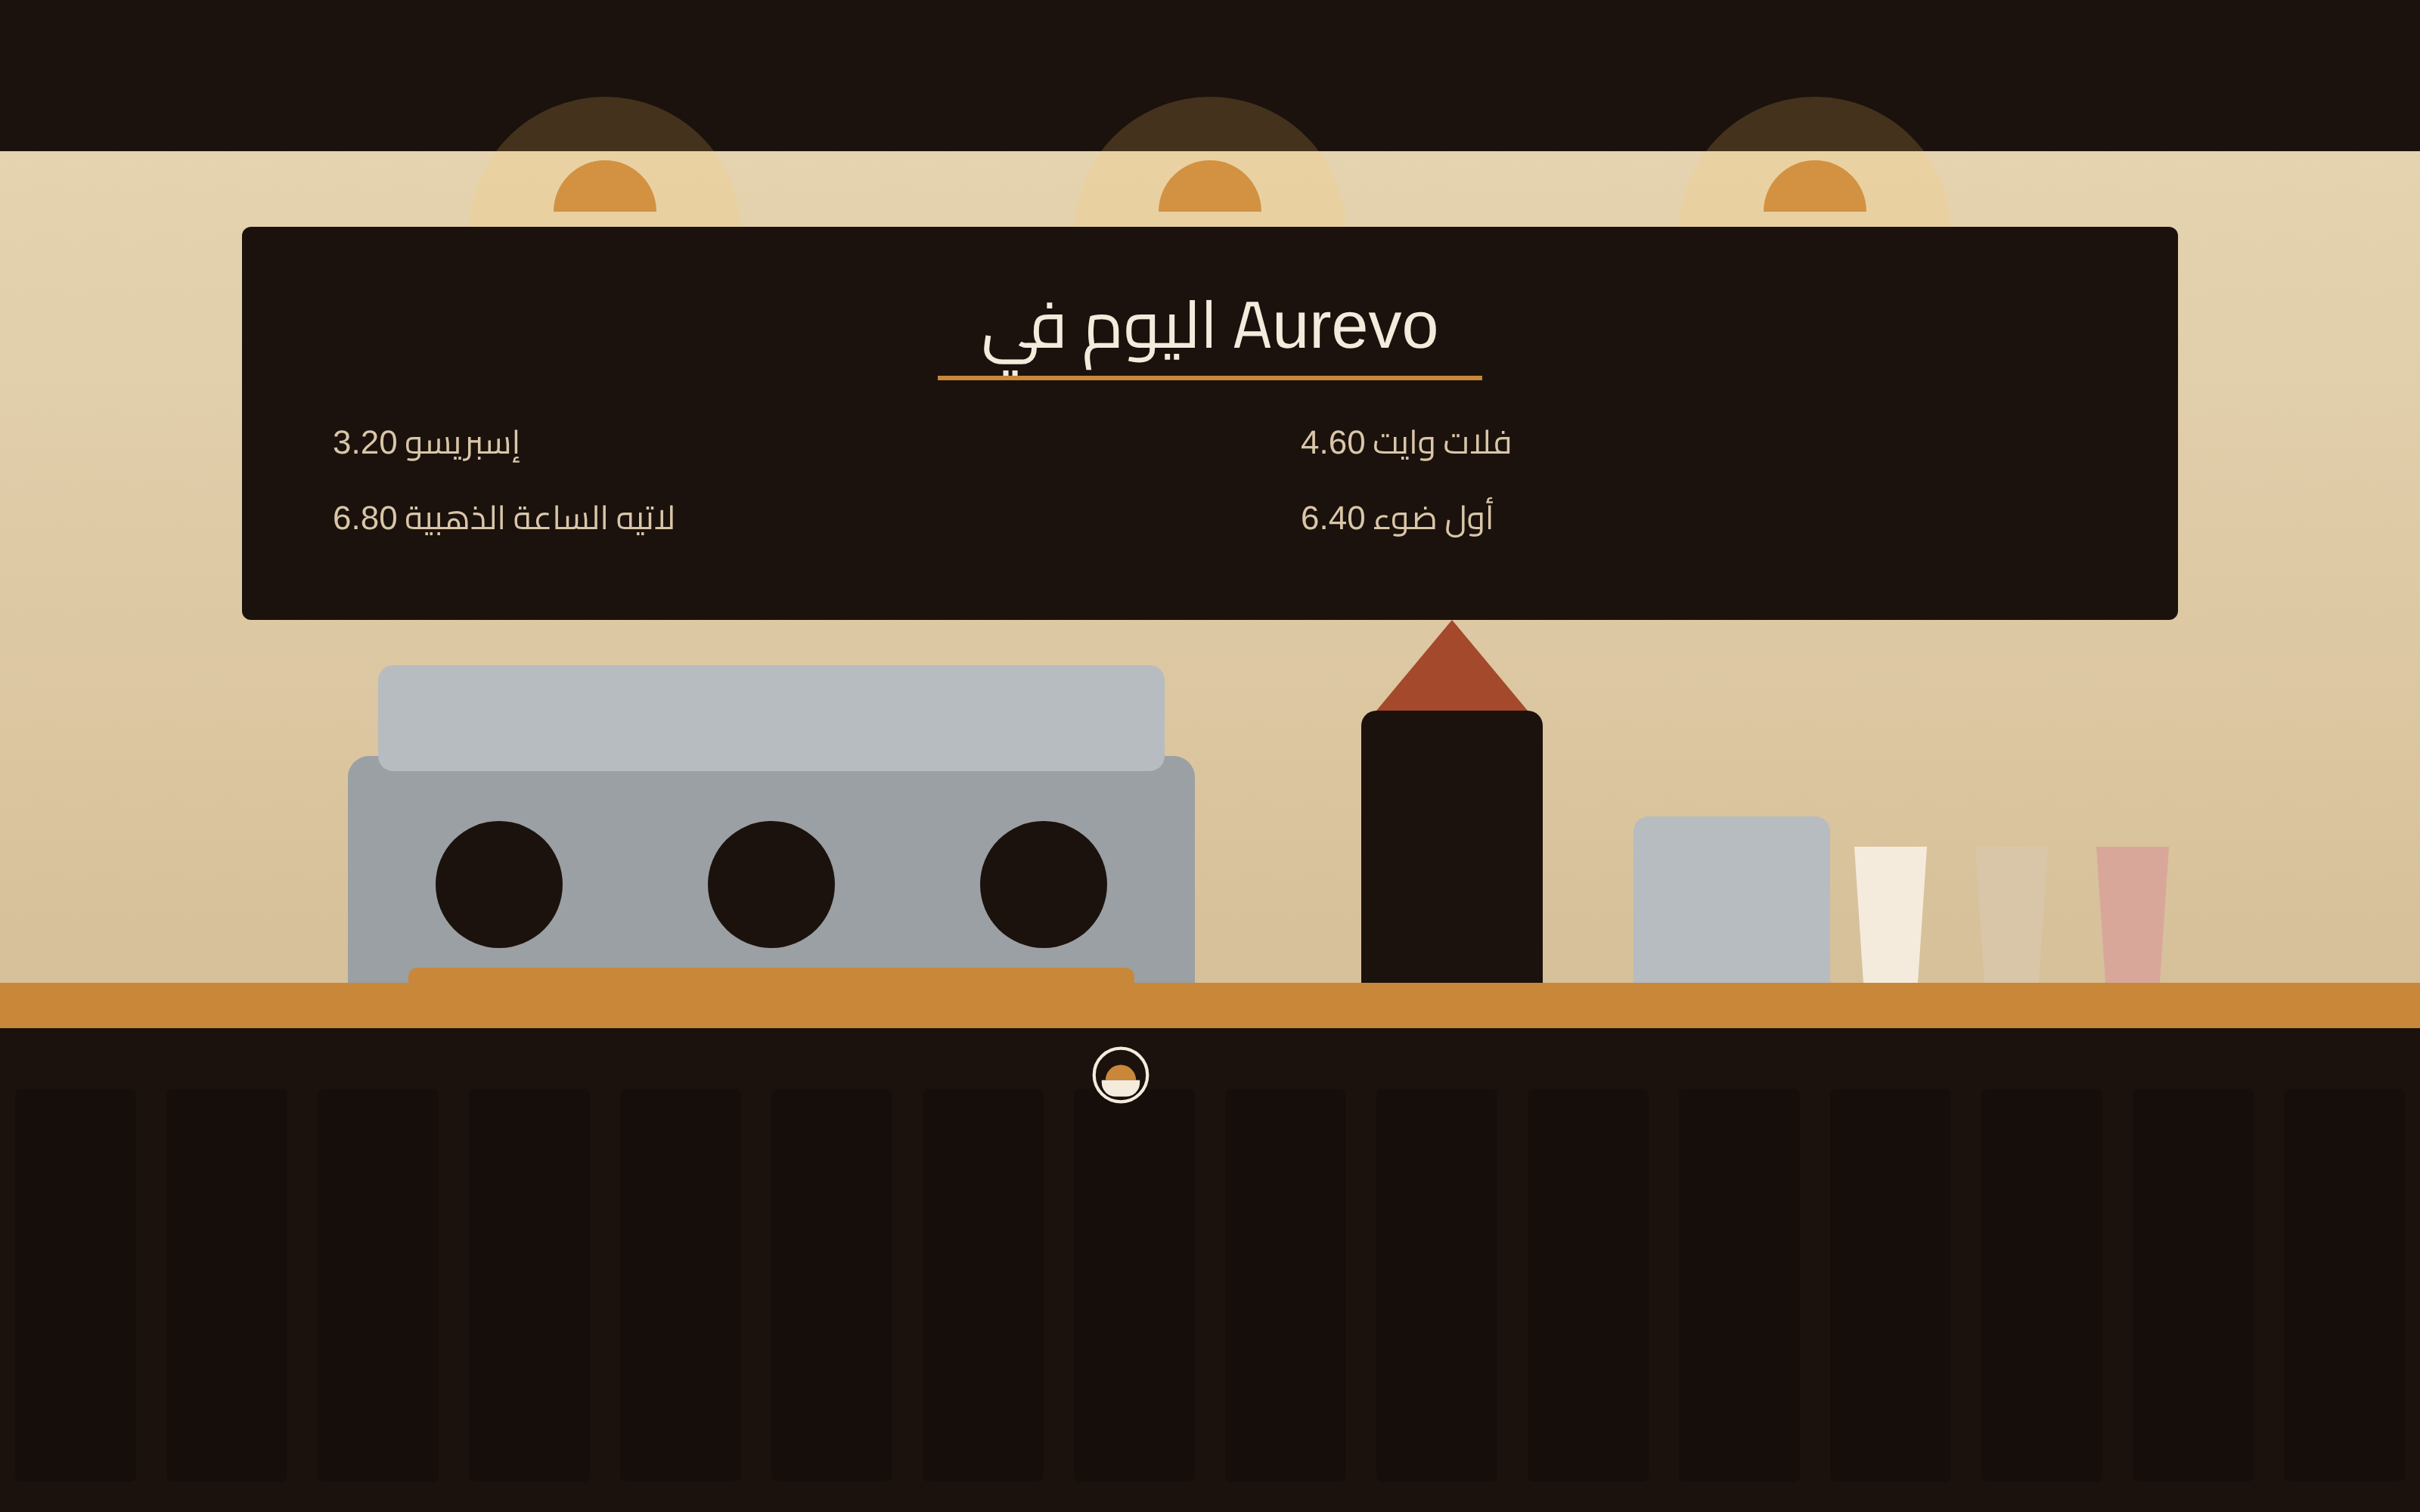 اليوم في Aurevo
فلات وايت 4.60
إسبريسو 3.20
أول ضوء 6.40
لاتيه الساعة الذهبية 6.80